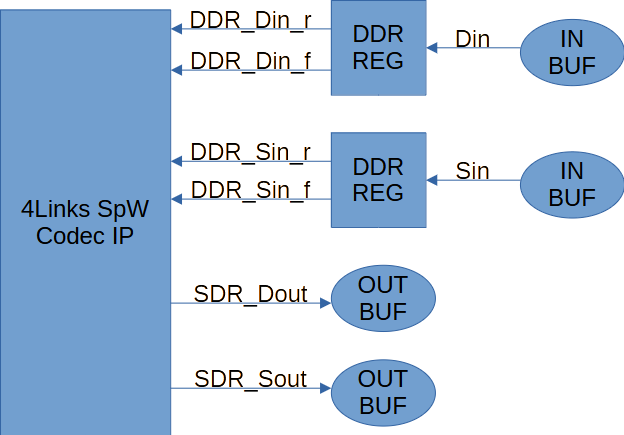 DDR_Din_r
DDR_Din_f
DDR
REG
Din
IN
BUF
DDR_Sin_r
DDR_Sin_f
DDR
REG
Sin
IN
BUF
4Links SpW
Codec IP
SDR_Dout
OUT
BUF
SDR_Sout
OUT
BUF